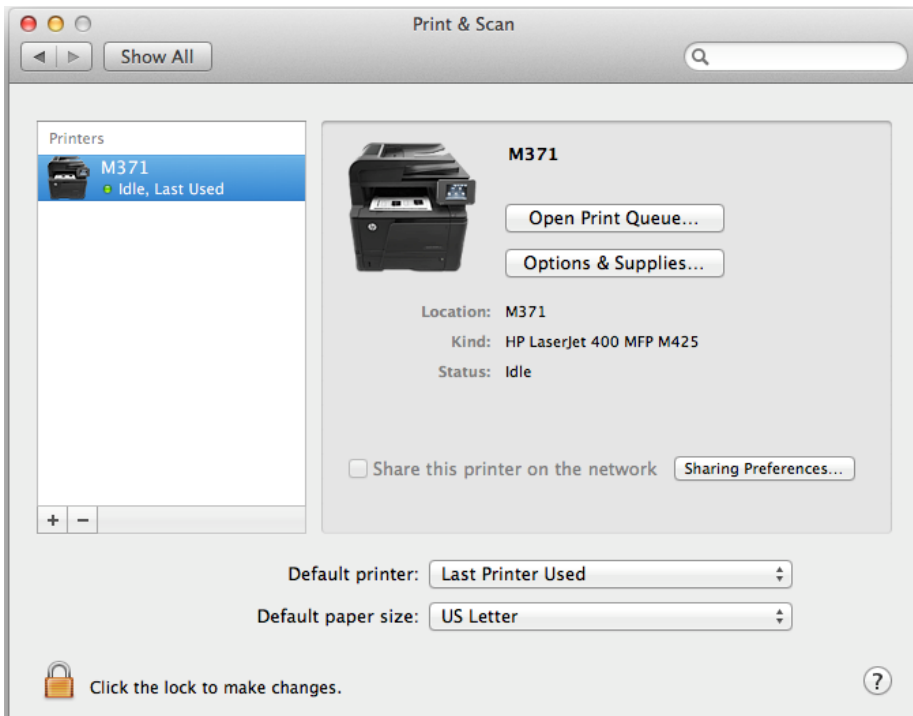 Print & Scan
Show All
Printers
M371
Idle, Last Used
M371
Open Print Queue...
Options & Supplies...
Location: M371
Kind: HP LaserJet 400 MFP M425
Status: Idle
Share this printer on the network Sharing Preferences...
+ −
Default printer: Last Printer Used
Default paper size: US Letter
Click the lock to make changes. ?